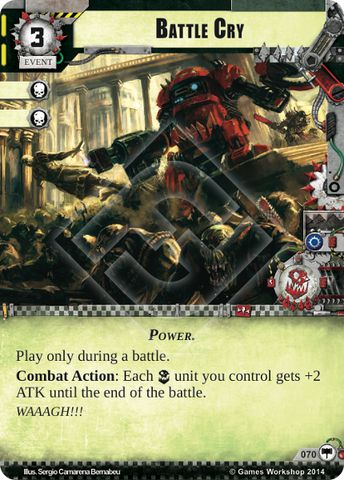 3
EVENT
BATTLE CRY
POWER.
Play only during a battle.
Combat Action: Each unit you control gets +2
ATK until the end of the battle.
WAAAGH!!!
070
Illus. Sergio Camarena Bernabeu
© Games Workshop 2014